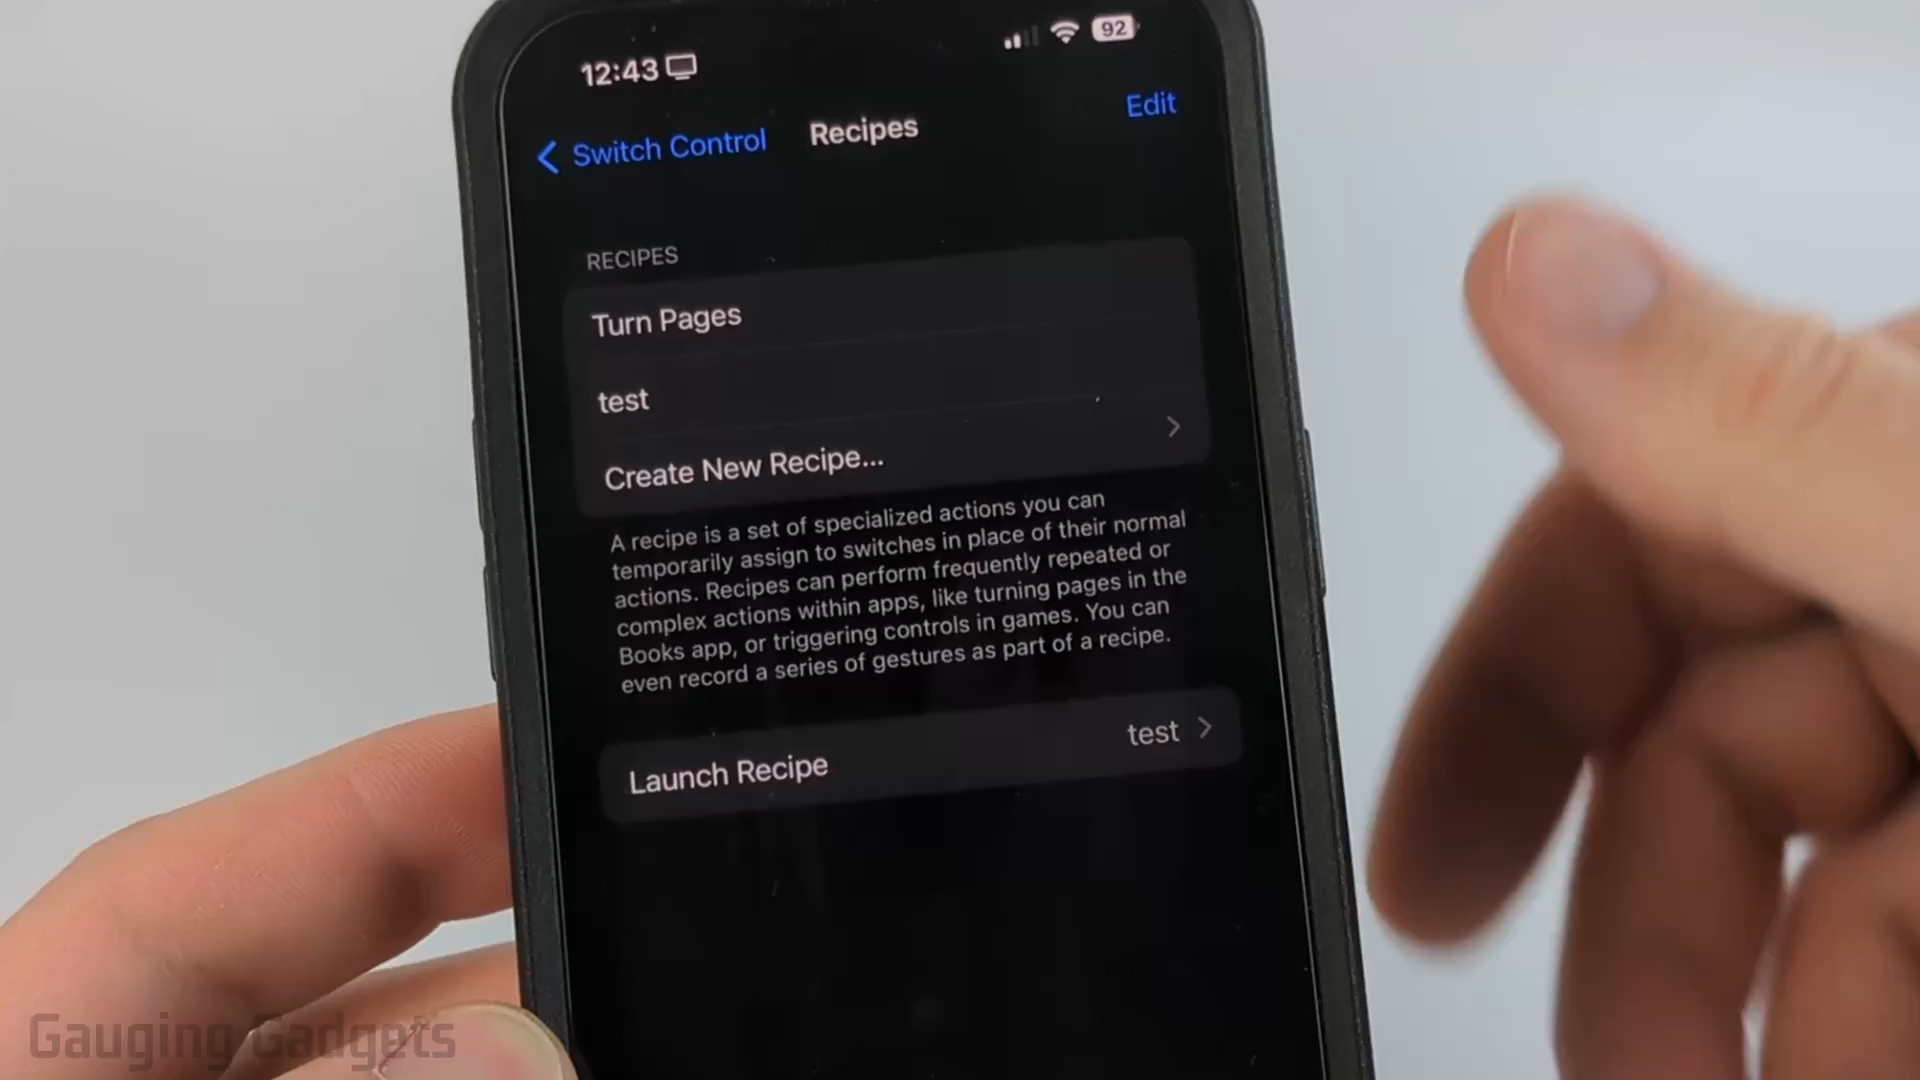 12:43
92
Switch Control
Recipes
Edit
RECIPES
Turn Pages
test
Create New Recipe...
A recipe is a set of specialized actions you can
temporarily assign to switches in place of their normal
actions. Recipes can perform frequently repeated or
complex actions within apps, like turning pages in the
Books app, or triggering controls in games. You can
even record a series of gestures as part of a recipe.
Launch Recipe
test
Gauging Gadgets